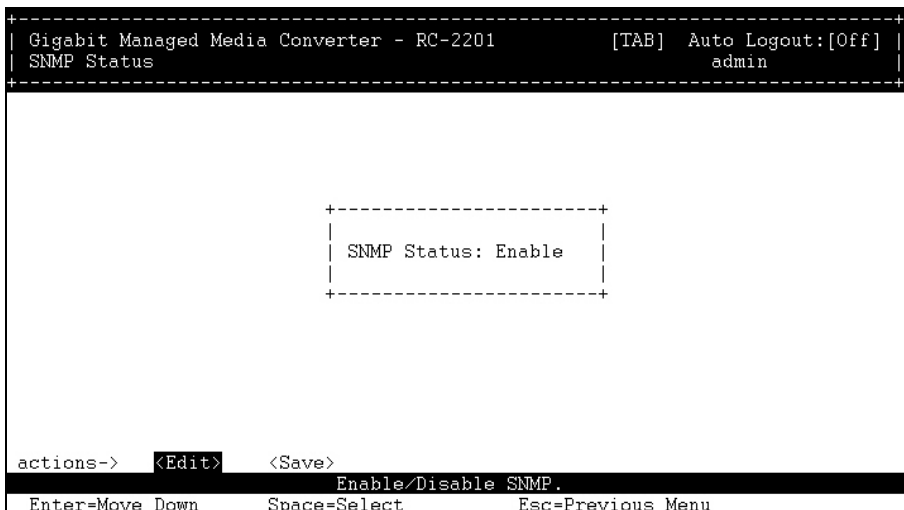 Gigabit Managed Media Converter - RC-2201 [TAB] Auto Logout:[Off]
SNMP Status admin
SNMP Status: Enable
actions-> <Edit> <Save>
Enable/Disable SNMP.
Enter=Move Down Space=Select Esc=Previous Menu